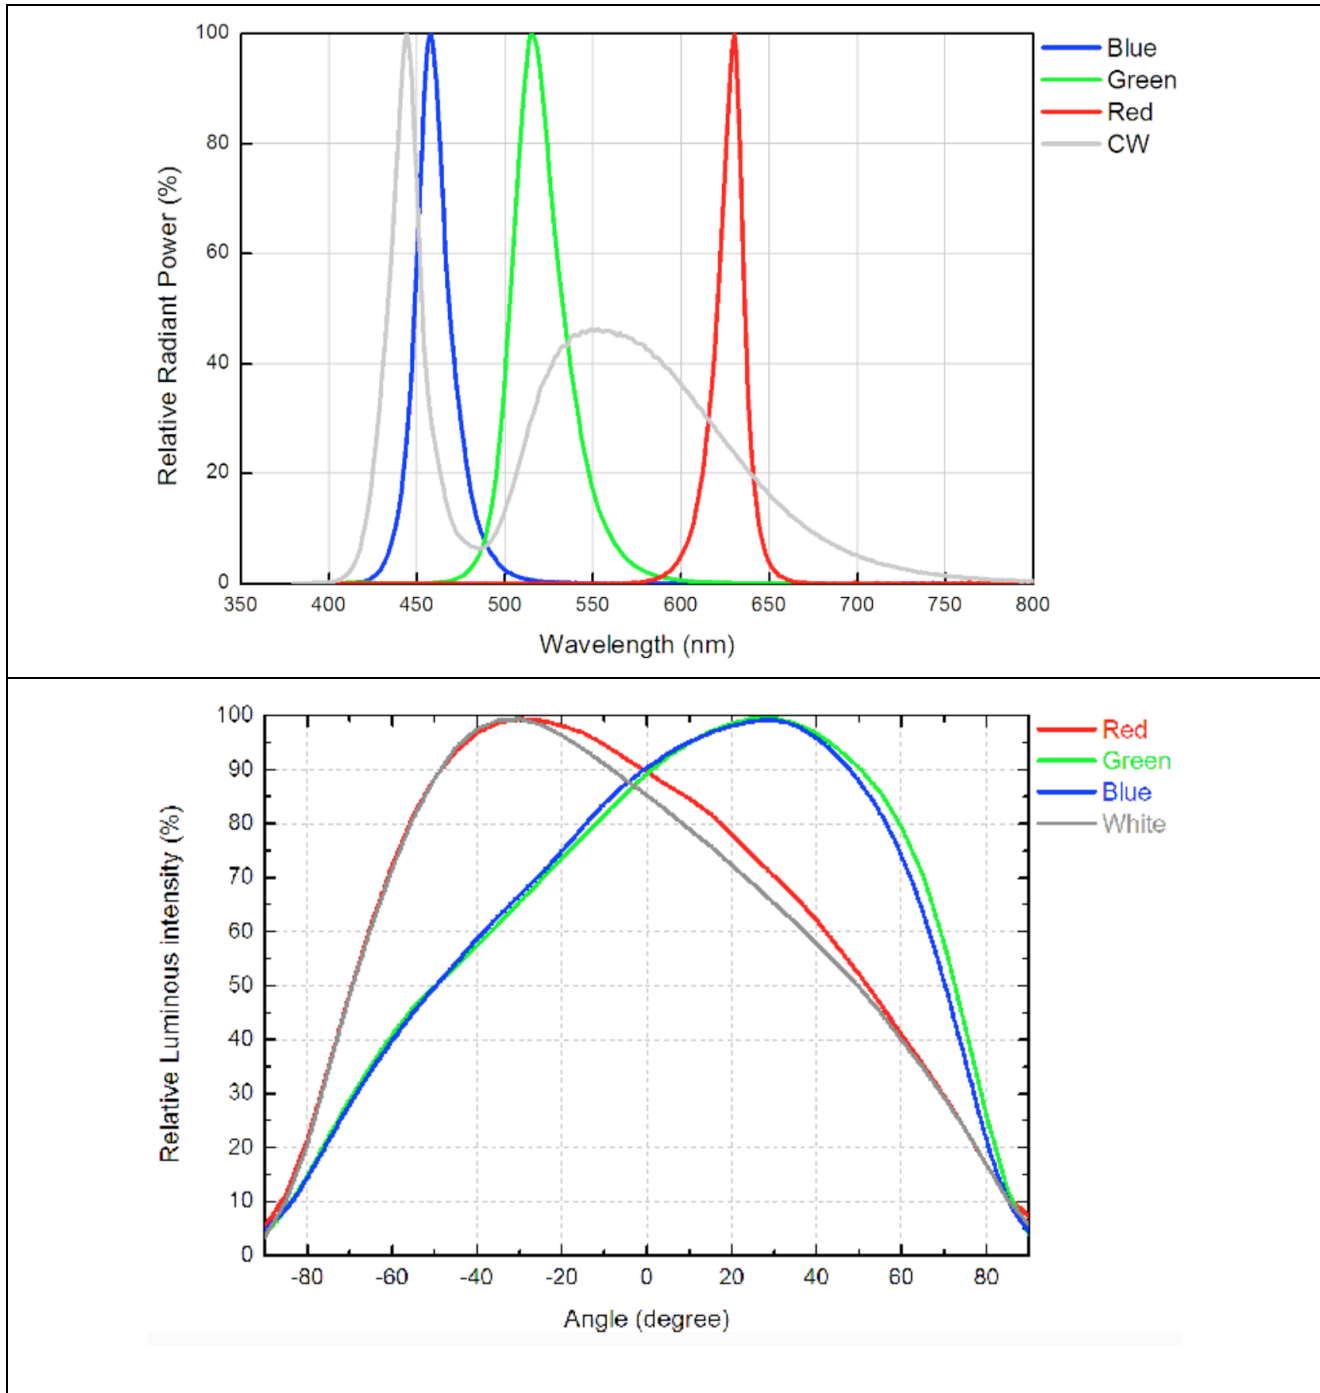 100
80
60
40
20
0
350 400 450 500 550 600 650 700 750 800
Relative Radiant Power (%)
Wavelength (nm)
Blue
Green
Red
CW
100
90
80
70
60
50
40
30
20
10
0
-80 -60 -40 -20 0 20 40 60 80
Relative Luminous intensity (%)
Angle (degree)
Red
Green
Blue
White